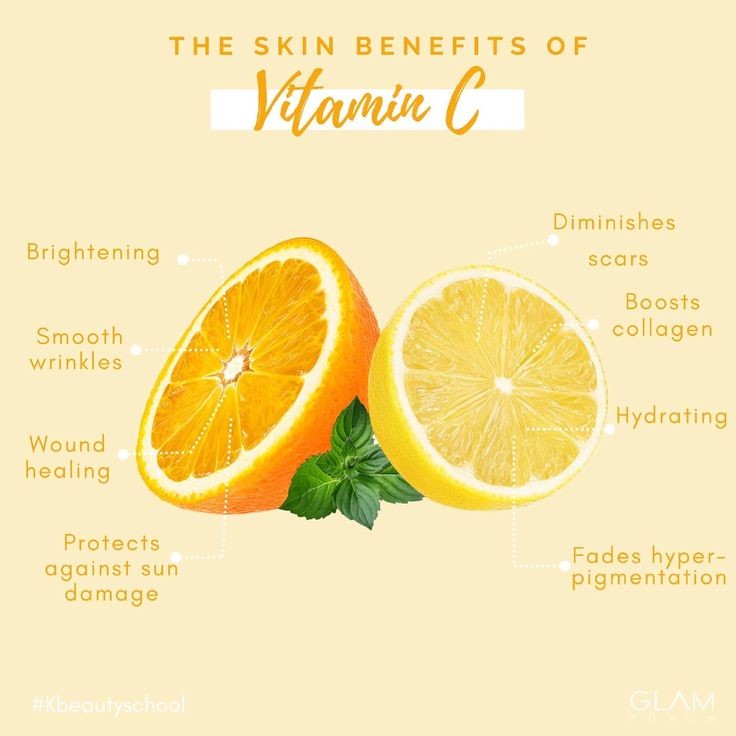 THE SKIN BENEFITS OF
Vitamin C
Brightening
Smooth
wrinkles
Wound
healing
Protects
against sun
damage
Diminishes
scars
Boosts
collagen
Hydrating
Fades hyper-
pigmentation
#Kbeautyschool
GLAM